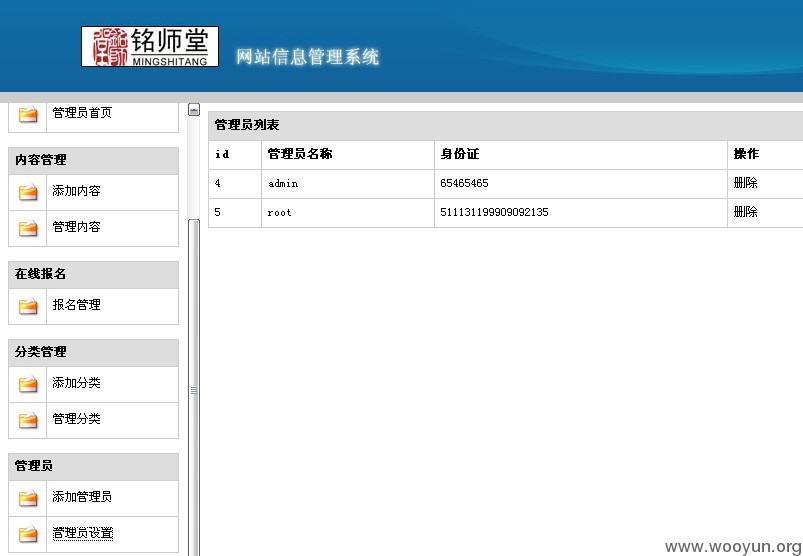 铭师堂
MINGSHITANG
网站信息管理系统
管理员首页
内容管理
添加内容
管理内容
在线报名
报名管理
分类管理
添加分类
管理分类
管理员
添加管理员
管理员设置
管理员列表
id 管理员名称 身份证 操作
4 admin 65465465 删除
5 root 511131199909092135 删除
www.wooyun.org